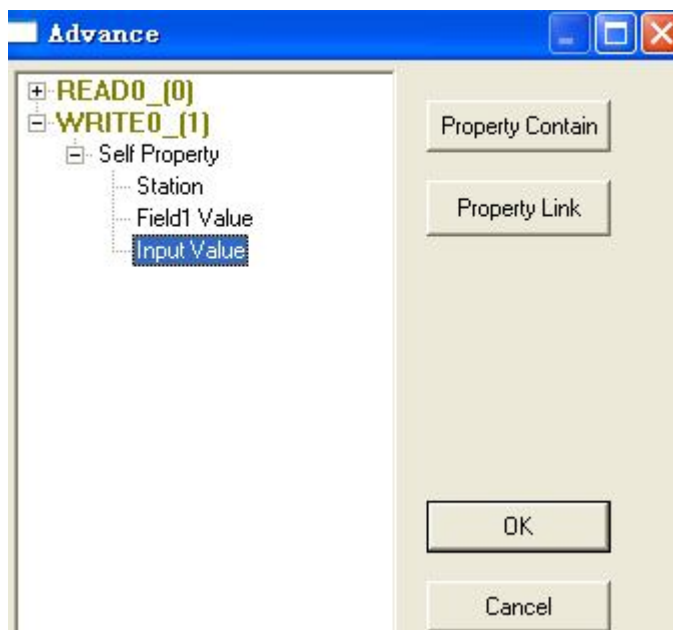 Advance
READ0_(0)
WRITE0_(1)
Self Property
Station
Field1 Value
Input Value
Property Contain
Property Link
OK
Cancel